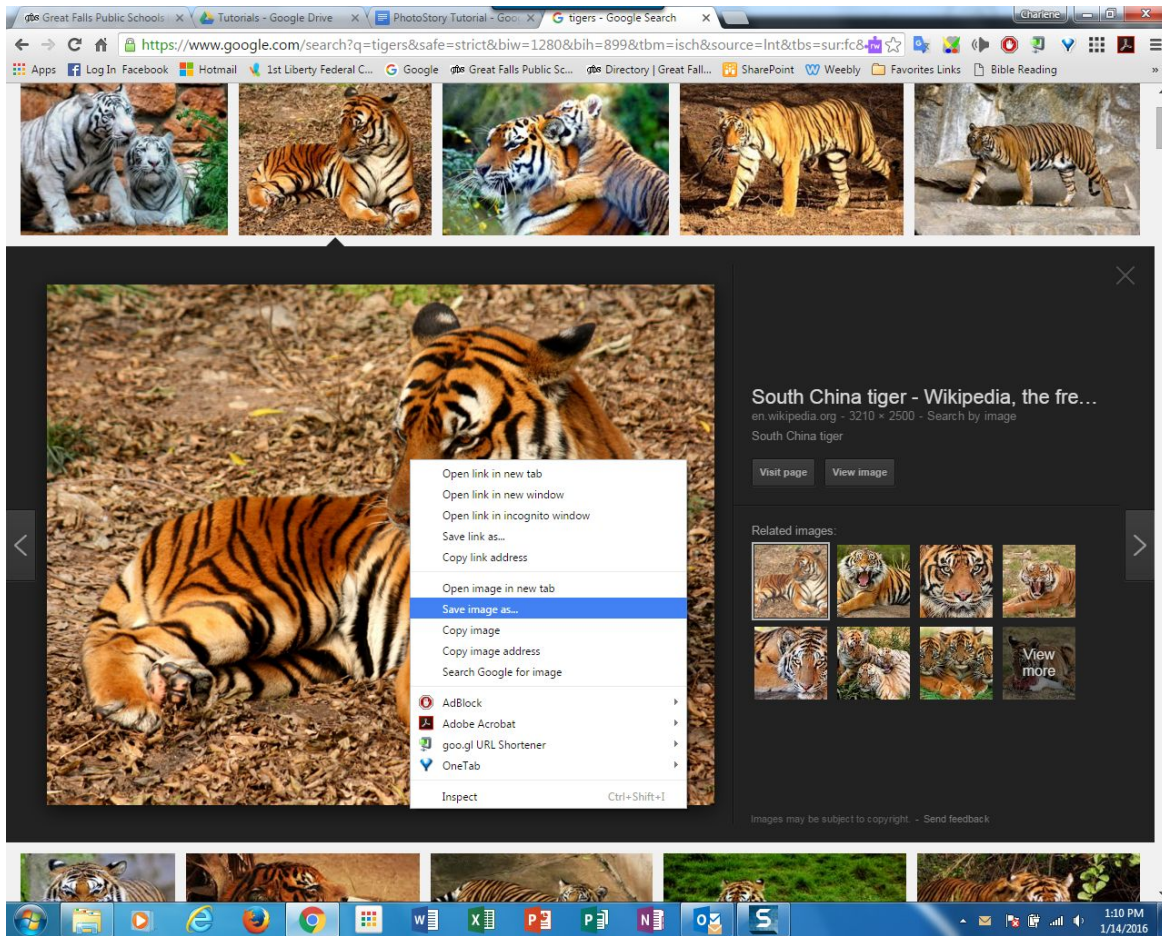 gfps Great Falls Public Schools
Tutorials - Google Drive
PhotoStory Tutorial - Goo
G tigers - Google Search
Charlene
https://www.google.com/search?q=tigers&safe=strict&biw=1280&bih=899&tbm=isch&source=lnt&tbs=sur:fc&
Apps
Log In Facebook
Hotmail
1st Liberty Federal C...
G Google
gfps Great Falls Public Sc...
gfps Directory | Great Fall...
SharePoint
Weebly
Favorites Links
Bible Reading
»
South China tiger - Wikipedia, the fre...
en.wikipedia.org - 3210 × 2500 - Search by image
South China tiger
Visit page
View image
Open link in new tab
Open link in new window
Open link in incognito window
Save link as...
Copy link address
Open image in new tab
Save image as...
Copy image
Copy image address
Search Google for image
AdBlock
Adobe Acrobat
goo.gl URL Shortener
OneTab
Inspect Ctrl+Shift+I
Related images:
View
more
Images may be subject to copyright. - Send feedback
1:10 PM
1/14/2016